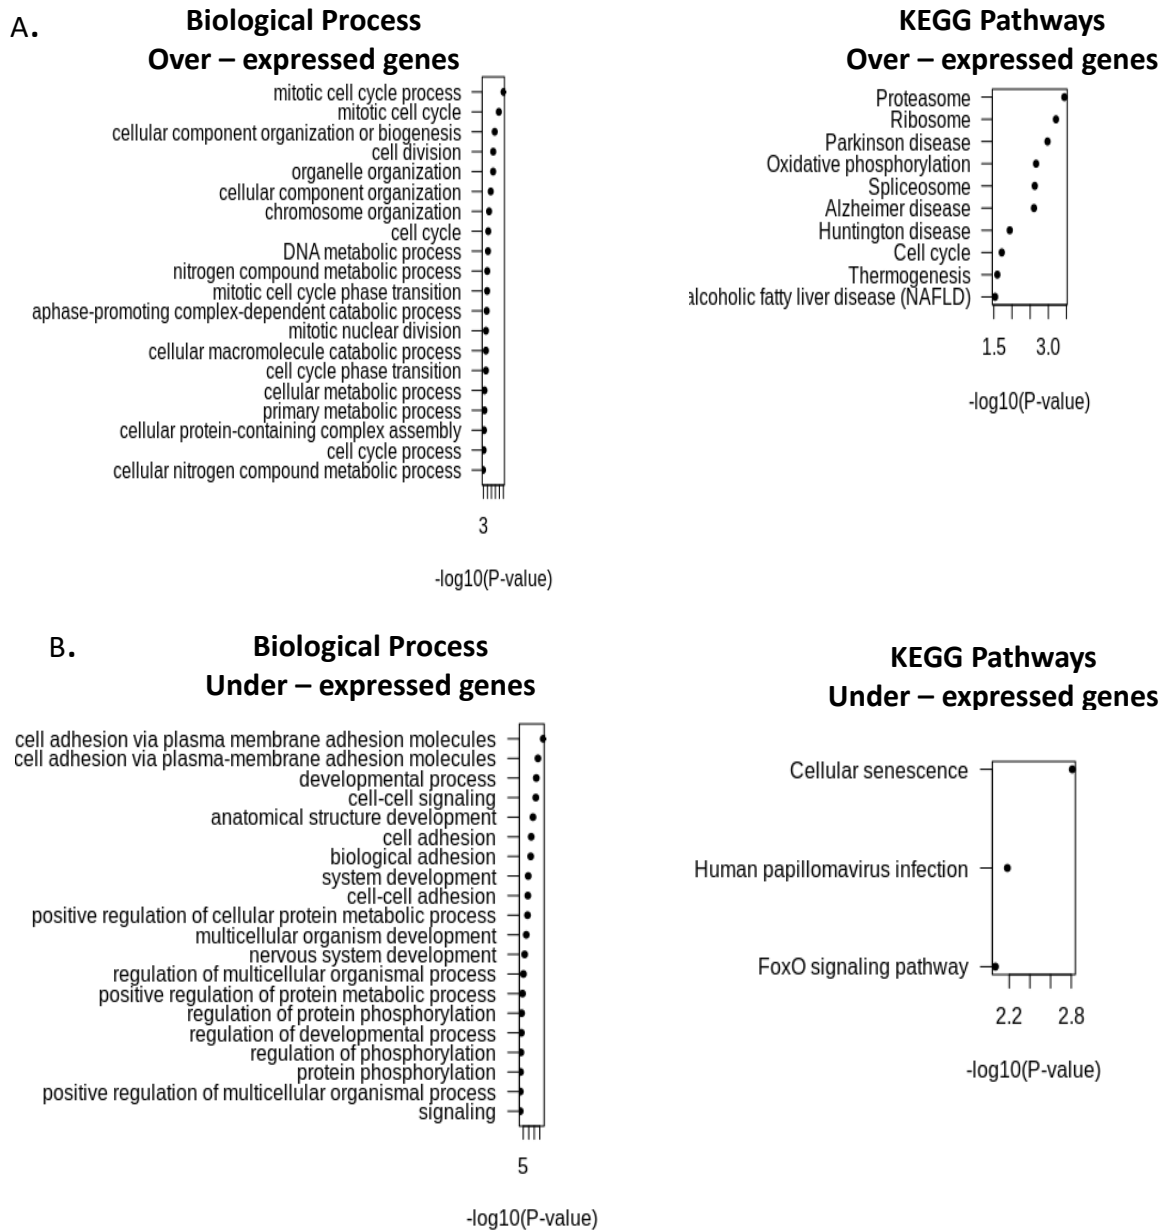 A.
Biological Process
Over – expressed genes
mitotic cell cycle process
mitotic cell cycle
cellular component organization or biogenesis
cell division
organelle organization
cellular component organization
chromosome organization
cell cycle
DNA metabolic process
nitrogen compound metabolic process
mitotic cell cycle phase transition
aphase-promoting complex-dependent catabolic process
mitotic nuclear division
cellular macromolecule catabolic process
cell cycle phase transition
cellular metabolic process
primary metabolic process
cellular protein-containing complex assembly
cell cycle process
cellular nitrogen compound metabolic process
3
-log10(P-value)
KEGG Pathways
Over – expressed genes
Proteasome
Ribosome
Parkinson disease
Oxidative phosphorylation
Spliceosome
Alzheimer disease
Huntington disease
Cell cycle
Thermogenesis
alcoholic fatty liver disease (NAFLD)
1.5 3.0
-log10(P-value)
B.
Biological Process
Under – expressed genes
cell adhesion via plasma membrane adhesion molecules
cell adhesion via plasma-membrane adhesion molecules
developmental process
cell-cell signaling
anatomical structure development
cell adhesion
biological adhesion
system development
cell-cell adhesion
positive regulation of cellular protein metabolic process
multicellular organism development
nervous system development
regulation of multicellular organismal process
positive regulation of protein metabolic process
regulation of protein phosphorylation
regulation of developmental process
regulation of phosphorylation
protein phosphorylation
positive regulation of multicellular organismal process
signaling
5
-log10(P-value)
KEGG Pathways
Under – expressed genes
Cellular senescence
Human papillomavirus infection
FoxO signaling pathway
2.2 2.8
-log10(P-value)